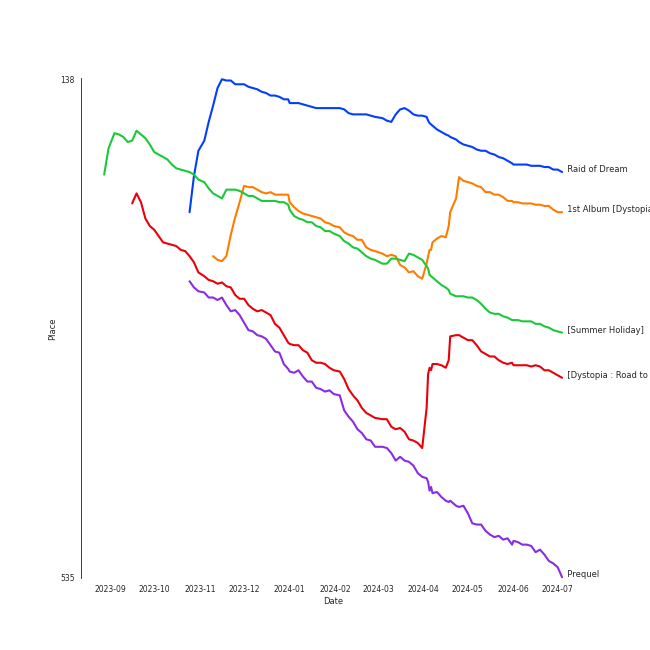 138
Raid of Dream
1st Album [Dystopia
Place
[Summer Holiday]
[Dystopia : Road to
Prequel
535
2023-09 2023-10 2023-11 2023-12 2024-01 2024-02 2024-03 2024-04 2024-05 2024-06 2024-07
Date